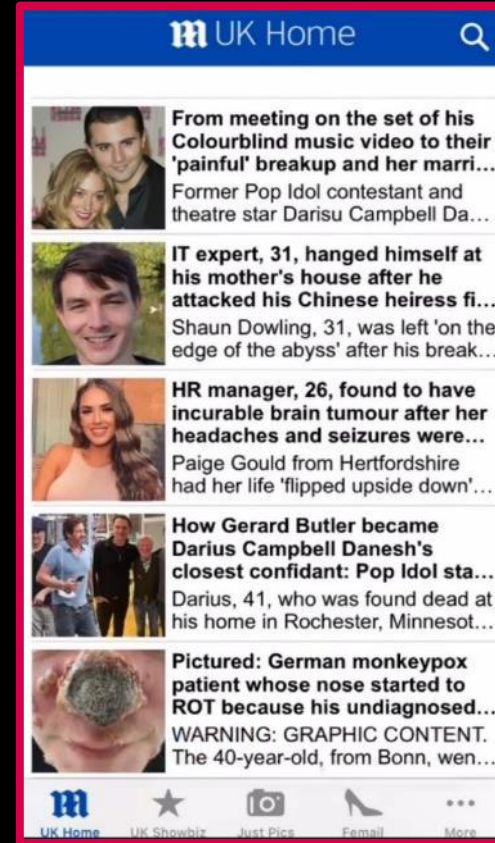 m UK Home
From meeting on the set of his
Colourblind music video to their
'painful' breakup and her marri...
Former Pop Idol contestant and
theatre star Darisu Campbell Da...
IT expert, 31, hanged himself at
his mother's house after he
attacked his Chinese heiress fi...
Shaun Dowling, 31, was left 'on the
edge of the abyss' after his break...
HR manager, 26, found to have
incurable brain tumour after her
headaches and seizures were...
Paige Gould from Hertfordshire
had her life 'flipped upside down'...
How Gerard Butler became
Darius Campbell Danesh's
closest confidant: Pop Idol sta...
Darius, 41, who was found dead at
his home in Rochester, Minnesot...
Pictured: German monkeypox
patient whose nose started to
ROT because his undiagnosed...
WARNING: GRAPHIC CONTENT.
The 40-year-old, from Bonn, wen...
m
UK Home UK Showbiz Just Pics Femail More